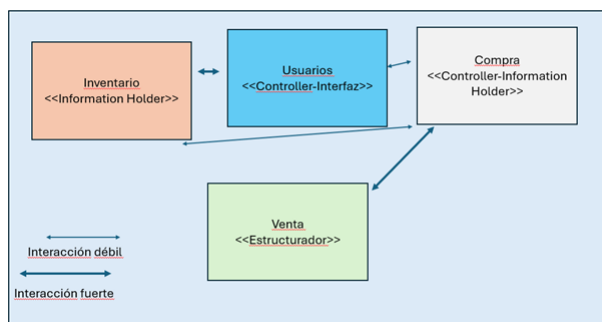 Inventario
<<Information Holder>>
Usuarios
<<Controller-Interfaz>>
Compra
<<Controller-Information
Holder>>
Venta
<<Estructurador>>
Interacción débil
Interacción fuerte